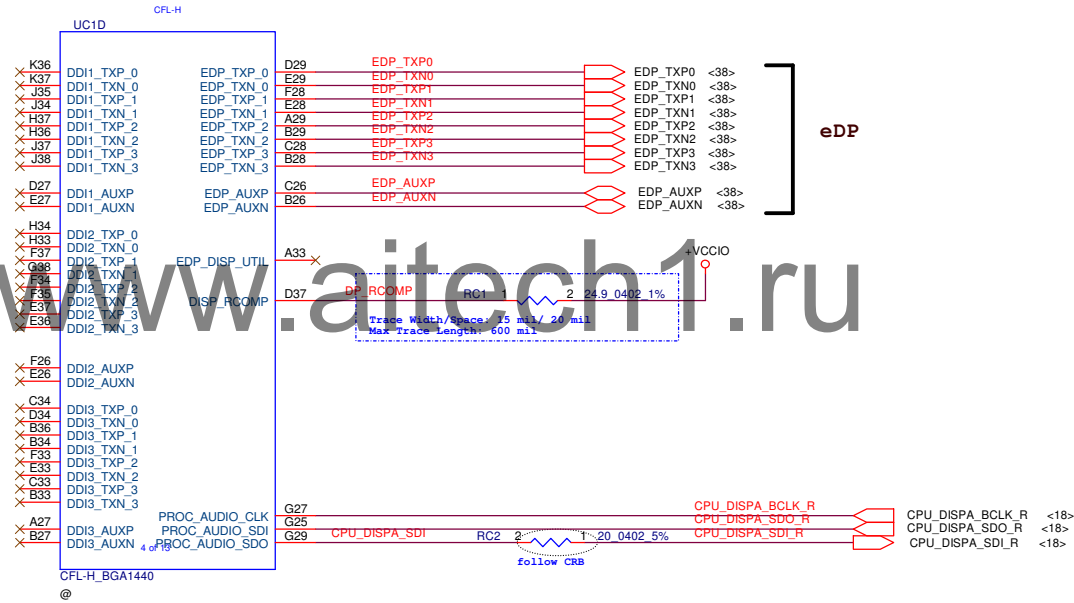 CFL-H
UC1D
K36 DDI1_TXP_0 EDP_TXP_0 D29 EDP_TXP0 EDP_TXP0 <38>
K37 DDI1_TXN_0 EDP_TXN_0 E29 EDP_TXN0 EDP_TXN0 <38>
J35 DDI1_TXP_1 EDP_TXP_1 F28 EDP_TXP1 EDP_TXP1 <38>
J34 DDI1_TXN_1 EDP_TXN_1 E28 EDP_TXN1 EDP_TXN1 <38>
H37 DDI1_TXP_2 EDP_TXP_2 A29 EDP_TXP2 EDP_TXP2 <38>
H36 DDI1_TXN_2 EDP_TXN_2 B29 EDP_TXN2 EDP_TXN2 <38>
J37 DDI1_TXP_3 EDP_TXP_3 C28 EDP_TXP3 EDP_TXP3 <38>
J38 DDI1_TXN_3 EDP_TXN_3 B28 EDP_TXN3 EDP_TXN3 <38>
eDP
D27 DDI1_AUXP EDP_AUXP C26 EDP_AUXP EDP_AUXP <38>
E27 DDI1_AUXN EDP_AUXN B26 EDP_AUXN EDP_AUXN <38>
H34 DDI2_TXP_0
H33 DDI2_TXN_0
F37 DDI2_TXP_1 EDP_DISP_UTIL A33 +VCCIO
G38 DDI2_TXN_1
F34 DDI2_TXP_2
F35 DDI2_TXN_2 DISP_RCOMP D37 DP_RCOMP RC1 1 2 24.9_0402_1%
E37 DDI2_TXP_3
E36 DDI2_TXN_3
Trace Width/Space: 15 mil/ 20 mil
Max Trace Length: 600 mil
www.aitech1.ru
F26 DDI2_AUXP
E26 DDI2_AUXN
C34 DDI3_TXP_0
D34 DDI3_TXN_0
B36 DDI3_TXP_1
B34 DDI3_TXN_1
F33 DDI3_TXP_2
E33 DDI3_TXN_2
C33 DDI3_TXP_3
B33 DDI3_TXN_3
PROC_AUDIO_CLK G27 CPU_DISPA_BCLK_R CPU_DISPA_BCLK_R <18>
A27 DDI3_AUXP PROC_AUDIO_SDI G25 CPU_DISPA_SDO_R CPU_DISPA_SDO_R <18>
B27 DDI3_AUXN PROC_AUDIO_SDO G29 CPU_DISPA_SDI RC2 2 1 20_0402_5% CPU_DISPA_SDI_R CPU_DISPA_SDI_R <18>
4 of 13
follow CRB
CFL-H_BGA1440
@